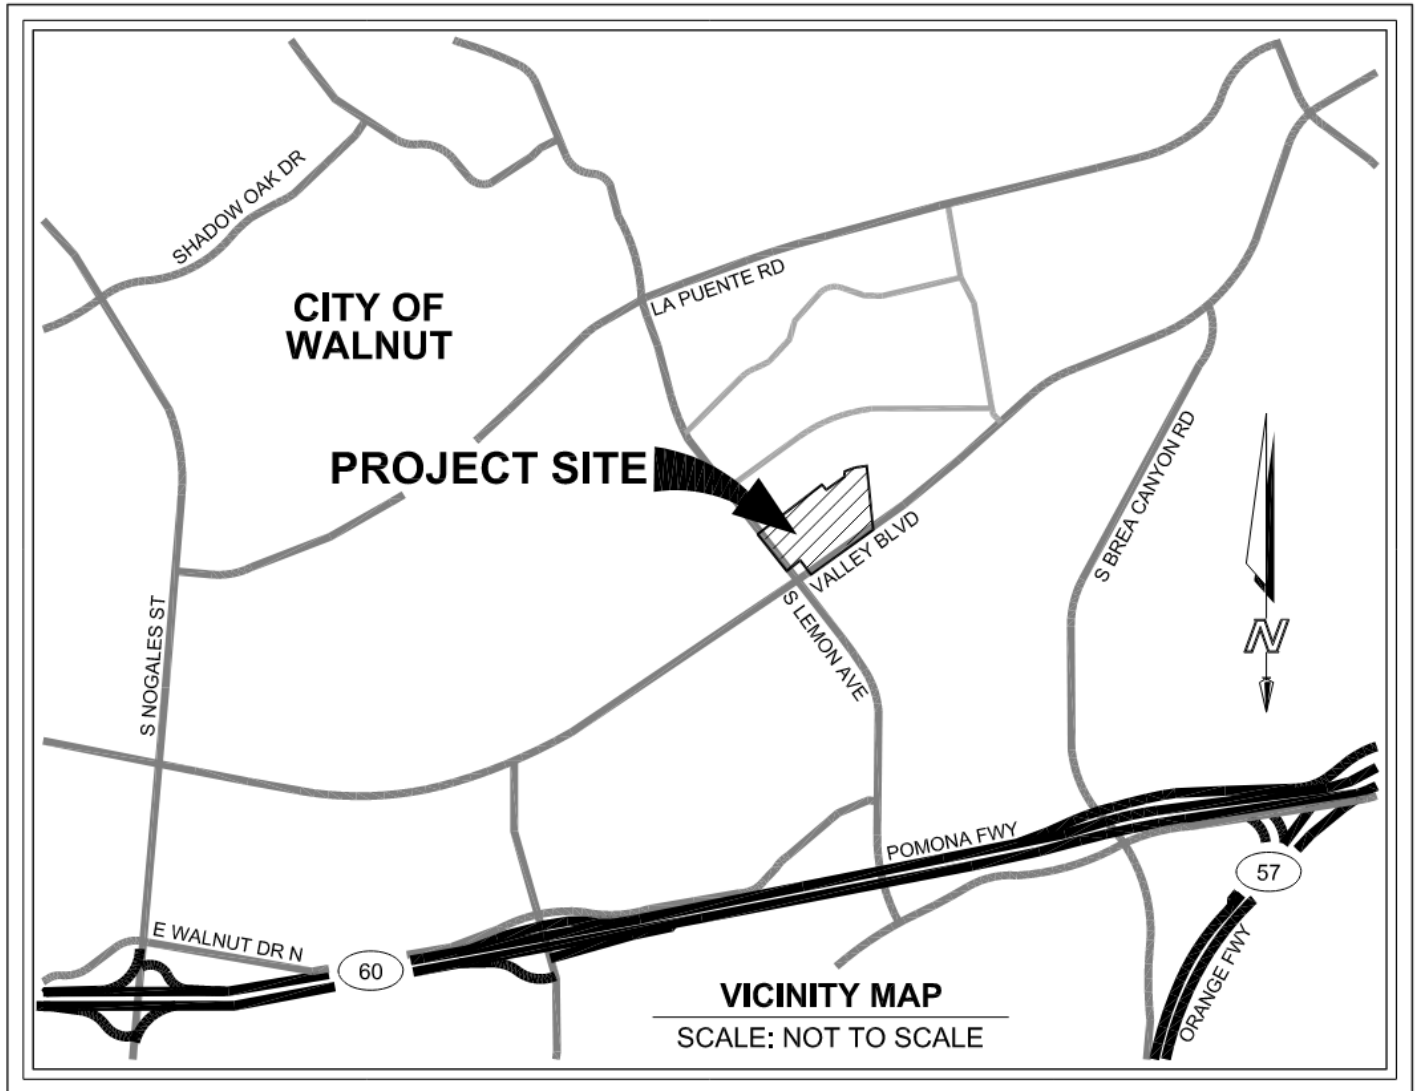 SHADOW OAK DR
LA PUENTE RD
CITY OF
WALNUT
PROJECT SITE
S BREA CANYON RD
VALLEY BLVD
S LEMON AVE
S NOGALES ST
N
POMONA FWY
57
E WALNUT DR N
60
ORANGE FWY
VICINITY MAP
SCALE: NOT TO SCALE